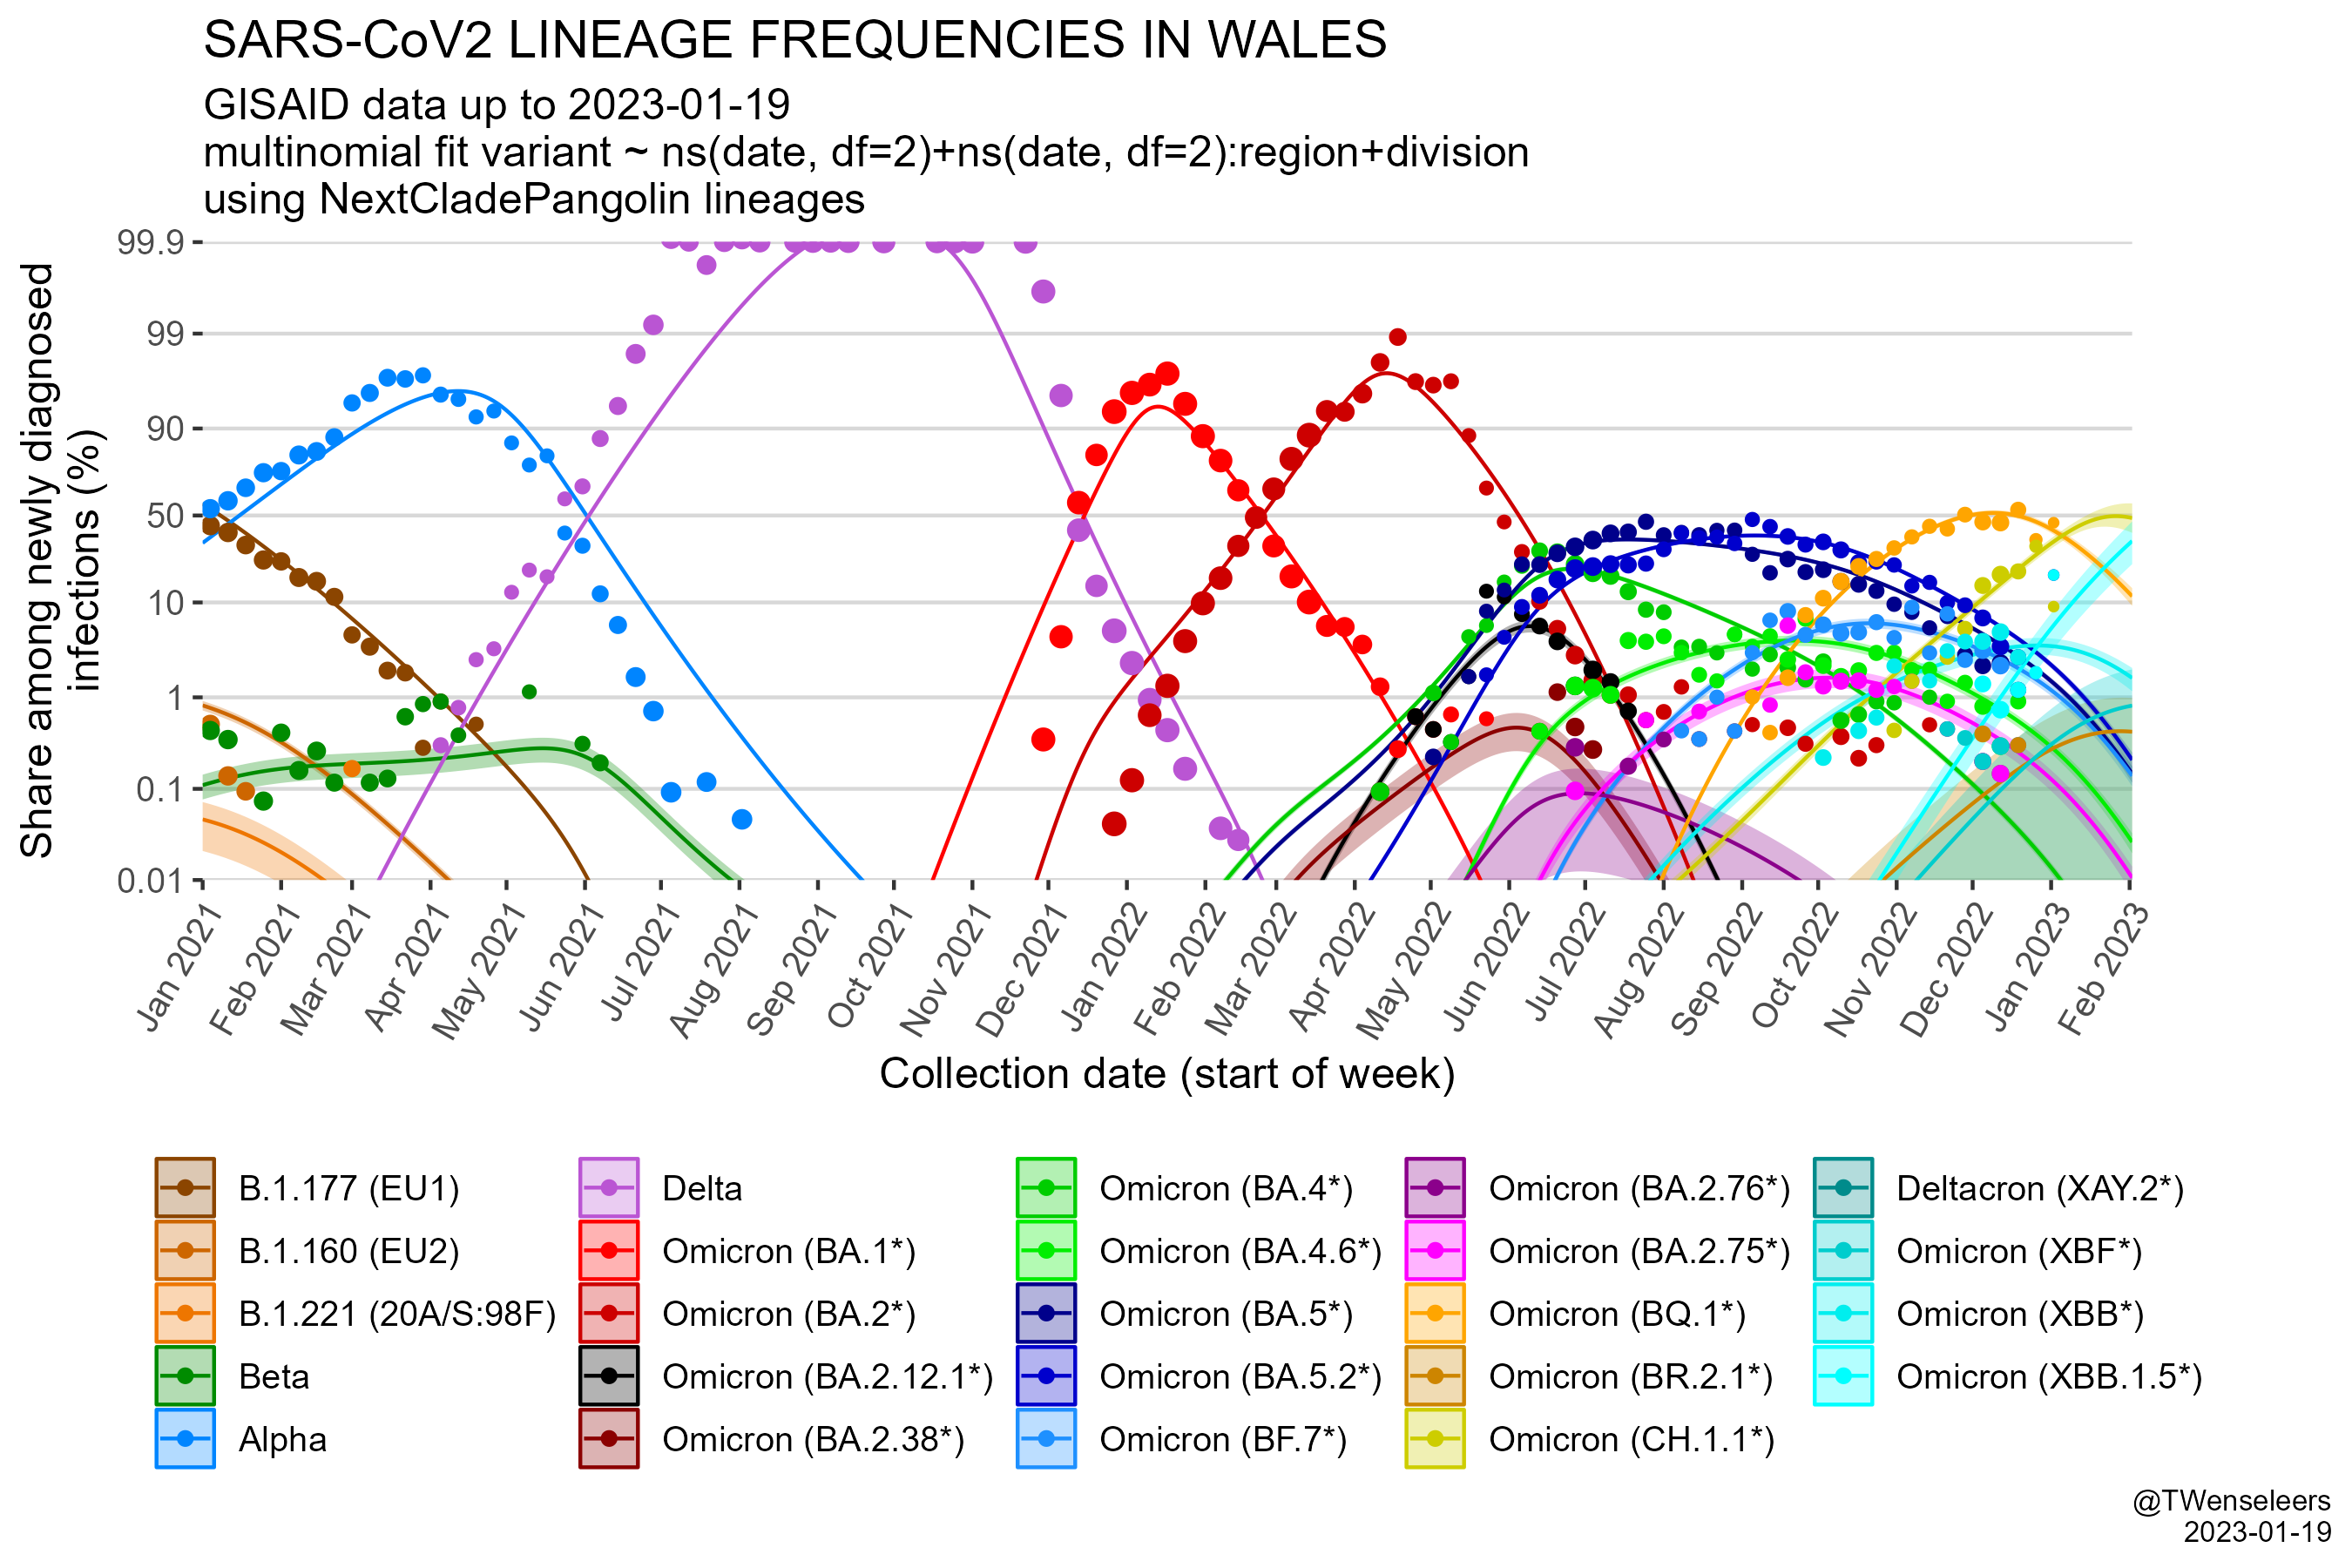 SARS-CoV2 LINEAGE FREQUENCIES IN WALES
GISAID data up to 2023-01-19
multinomial fit variant ~ ns(date, df=2)+ns(date, df=2):region+division
using NextCladePangolin lineages
Share among newly diagnosed
infections (%)
99.9
99
90
50
10
1
0.1
0.01
Jan 2021
Feb 2021
Mar 2021
Apr 2021
May 2021
Jun 2021
Jul 2021
Aug 2021
Sep 2021
Oct 2021
Nov 2021
Dec 2021
Jan 2022
Feb 2022
Mar 2022
Apr 2022
May 2022
Jun 2022
Jul 2022
Aug 2022
Sep 2022
Oct 2022
Nov 2022
Dec 2022
Jan 2023
Feb 2023
Collection date (start of week)
B.1.177 (EU1)
B.1.160 (EU2)
B.1.221 (20A/S:98F)
Beta
Alpha
Delta
Omicron (BA.1*)
Omicron (BA.2*)
Omicron (BA.2.12.1*)
Omicron (BA.2.38*)
Omicron (BA.4*)
Omicron (BA.4.6*)
Omicron (BA.5*)
Omicron (BA.5.2*)
Omicron (BF.7*)
Omicron (BA.2.76*)
Omicron (BA.2.75*)
Omicron (BQ.1*)
Omicron (BR.2.1*)
Omicron (CH.1.1*)
Deltacron (XAY.2*)
Omicron (XBF*)
Omicron (XBB*)
Omicron (XBB.1.5*)
@TWenseleers
2023-01-19